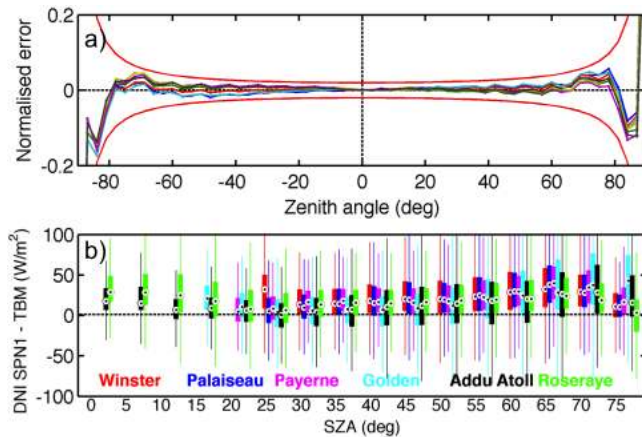 a)
Normalised error
0.2
0
-0.2
-80 -60 -40 -20 0 20 40 60 80
Zenith angle (deg)
b)
DNI SPN1 - TBM (W/m²)
100
50
0
-50
-100
Winster Palaiseau Payerne Golden Addu Atoll Roseraye
0 5 10 15 20 25 30 35 40 45 50 55 60 65 70 75
SZA (deg)